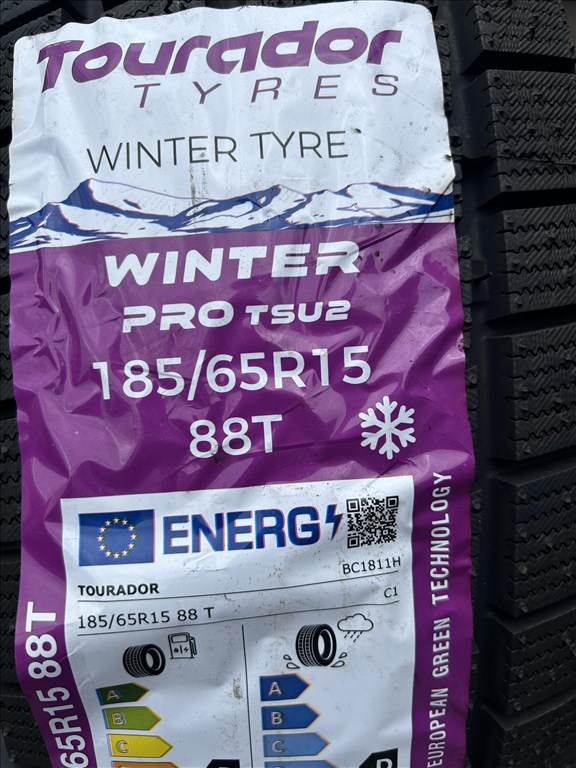 Tourador
TYRES
WINTER TYRE
WINTER
PRO TSU2
185/65R15
88T
ENERG
TOURADOR
BC1811H
185/65R15 88 T
C1
A
B
C
A
B
C
D
65R15 88T
EUROPEAN GREEN TECHNOLOGY